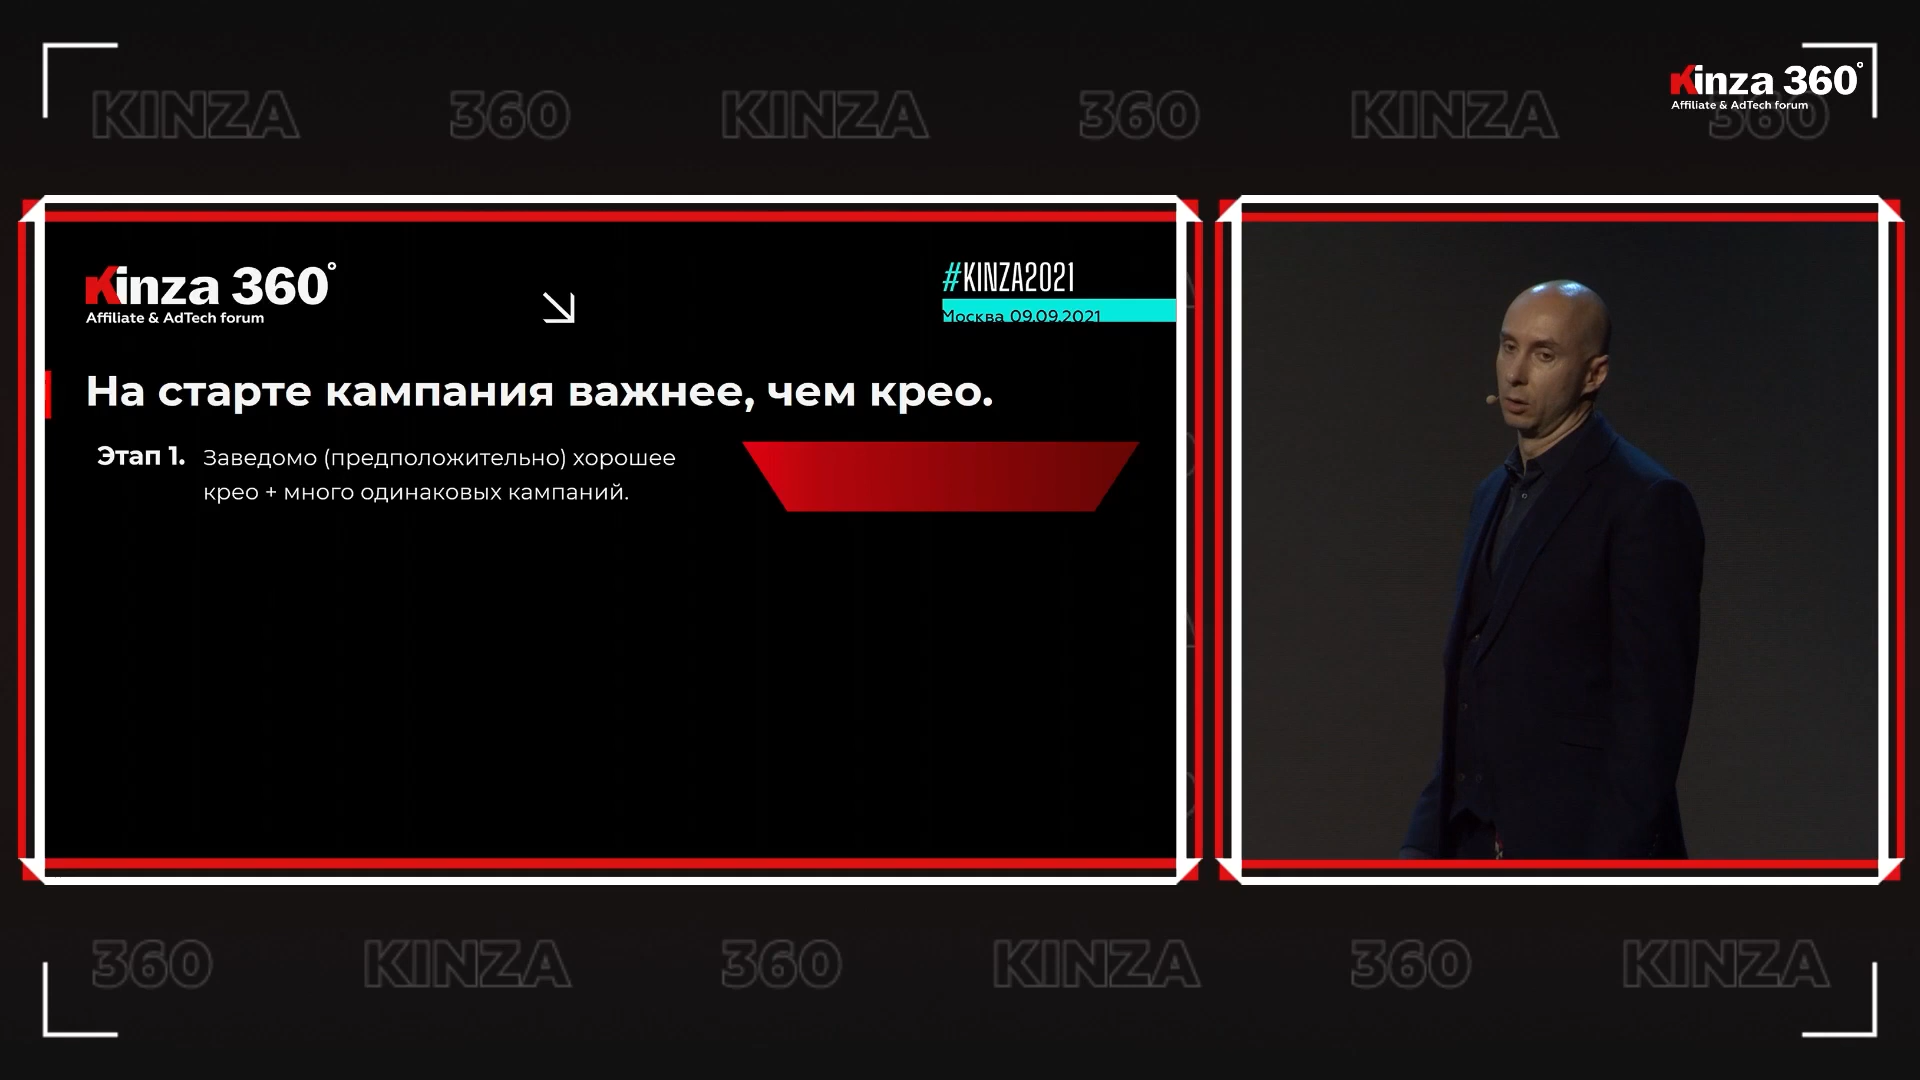 KINZA 360 KINZA 360 KINZA 360
Kinza 360°
Affiliate & AdTech forum
Kinza 360°
Affiliate & AdTech forum
#KINZA2021
Москва 09.09.2021
На старте кампания важнее, чем крео.
Этап 1. Заведомо (предположительно) хорошее
крео + много одинаковых кампаний.
360 KINZA 360 KINZA 360 KINZA